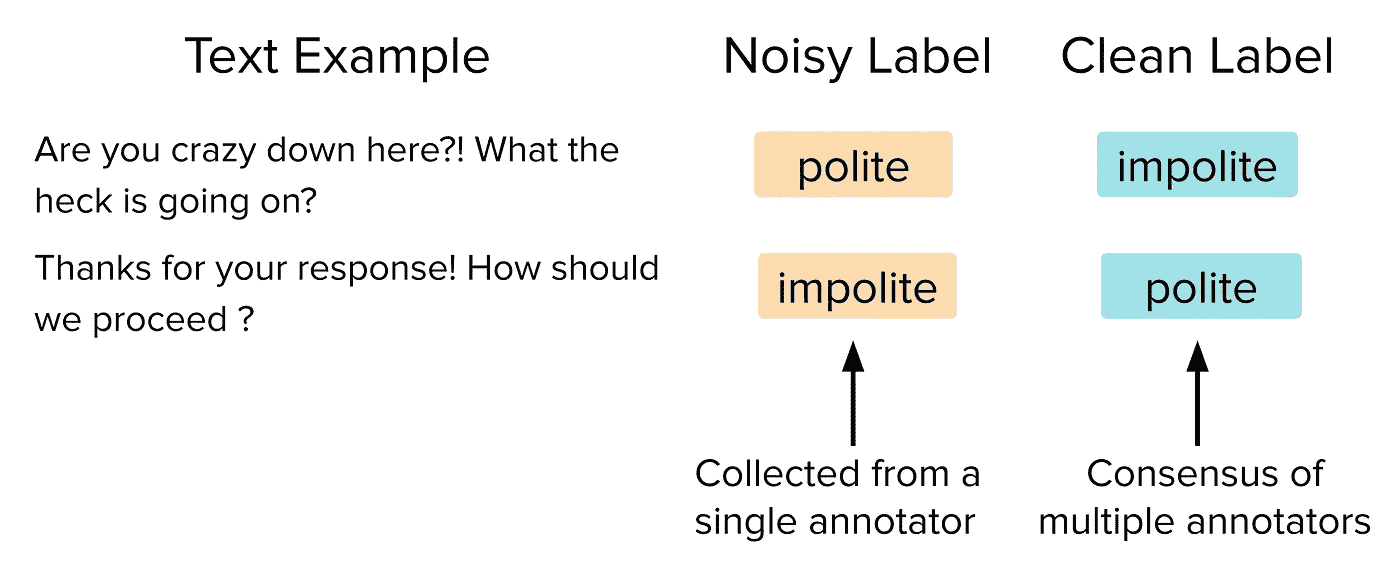 Text Example
Noisy Label
Clean Label
Are you crazy down here?! What the
heck is going on?
polite
impolite
Thanks for your response! How should
we proceed ?
impolite
polite
Collected from a
single annotator
Consensus of
multiple annotators